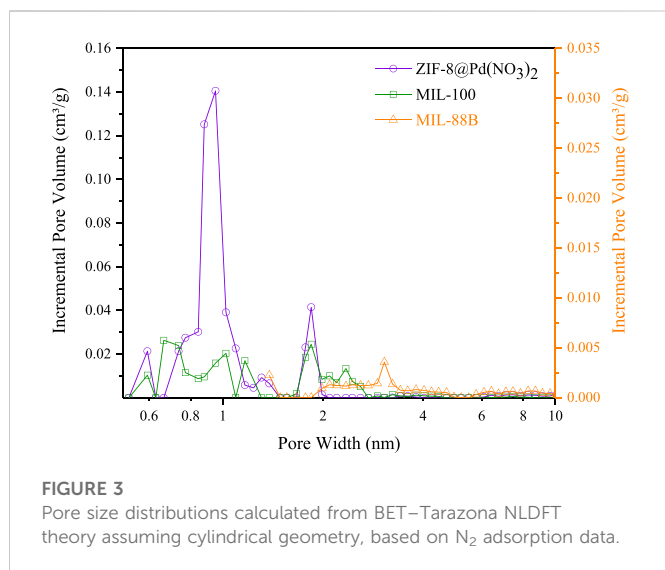 0.16
0.14
0.12
0.10
0.08
0.06
0.04
0.02
Incremental Pore Volume (cm³/g)
ZIF-8@Pd(NO₃)₂
MIL-100
MIL-88B
0.035
0.030
0.025
0.020
0.015
0.010
0.005
0.000
Incremental Pore Volume (cm³/g)
0.6 0.8 1 2 4 6 8 10
Pore Width (nm)
FIGURE 3
Pore size distributions calculated from BET–Tarazona NLDFT
theory assuming cylindrical geometry, based on N₂ adsorption data.